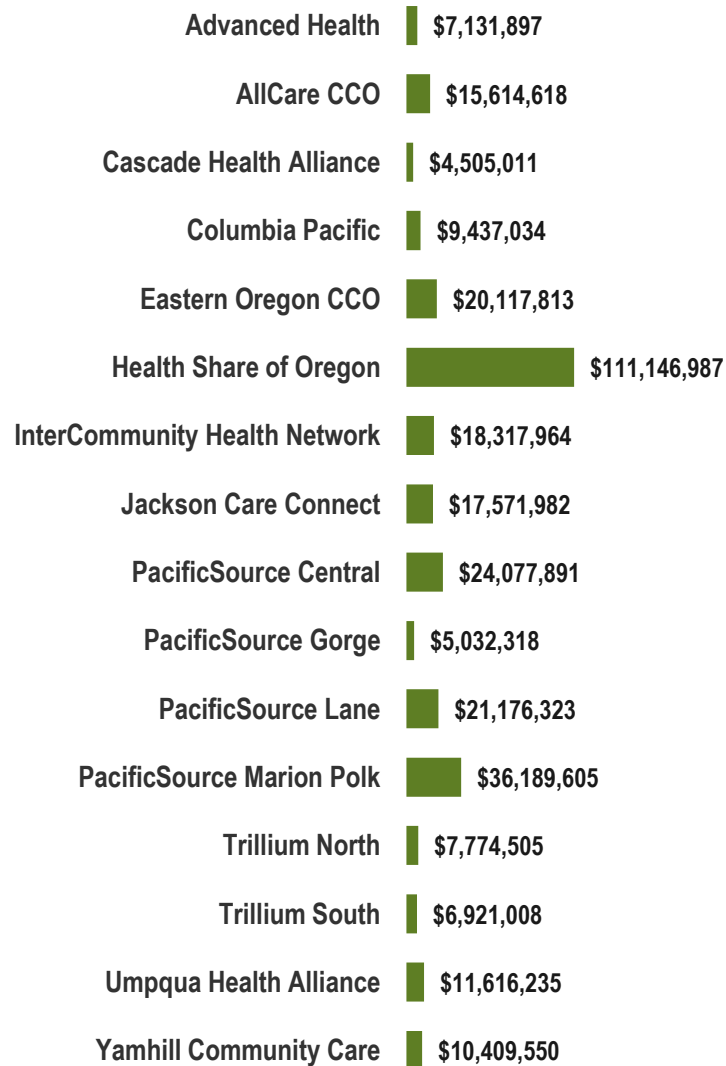 Advanced Health $7,131,897
AllCare CCO $15,614,618
Cascade Health Alliance $4,505,011
Columbia Pacific $9,437,034
Eastern Oregon CCO $20,117,813
Health Share of Oregon $111,146,987
InterCommunity Health Network $18,317,964
Jackson Care Connect $17,571,982
PacificSource Central $24,077,891
PacificSource Gorge $5,032,318
PacificSource Lane $21,176,323
PacificSource Marion Polk $36,189,605
Trillium North $7,774,505
Trillium South $6,921,008
Umpqua Health Alliance $11,616,235
Yamhill Community Care $10,409,550